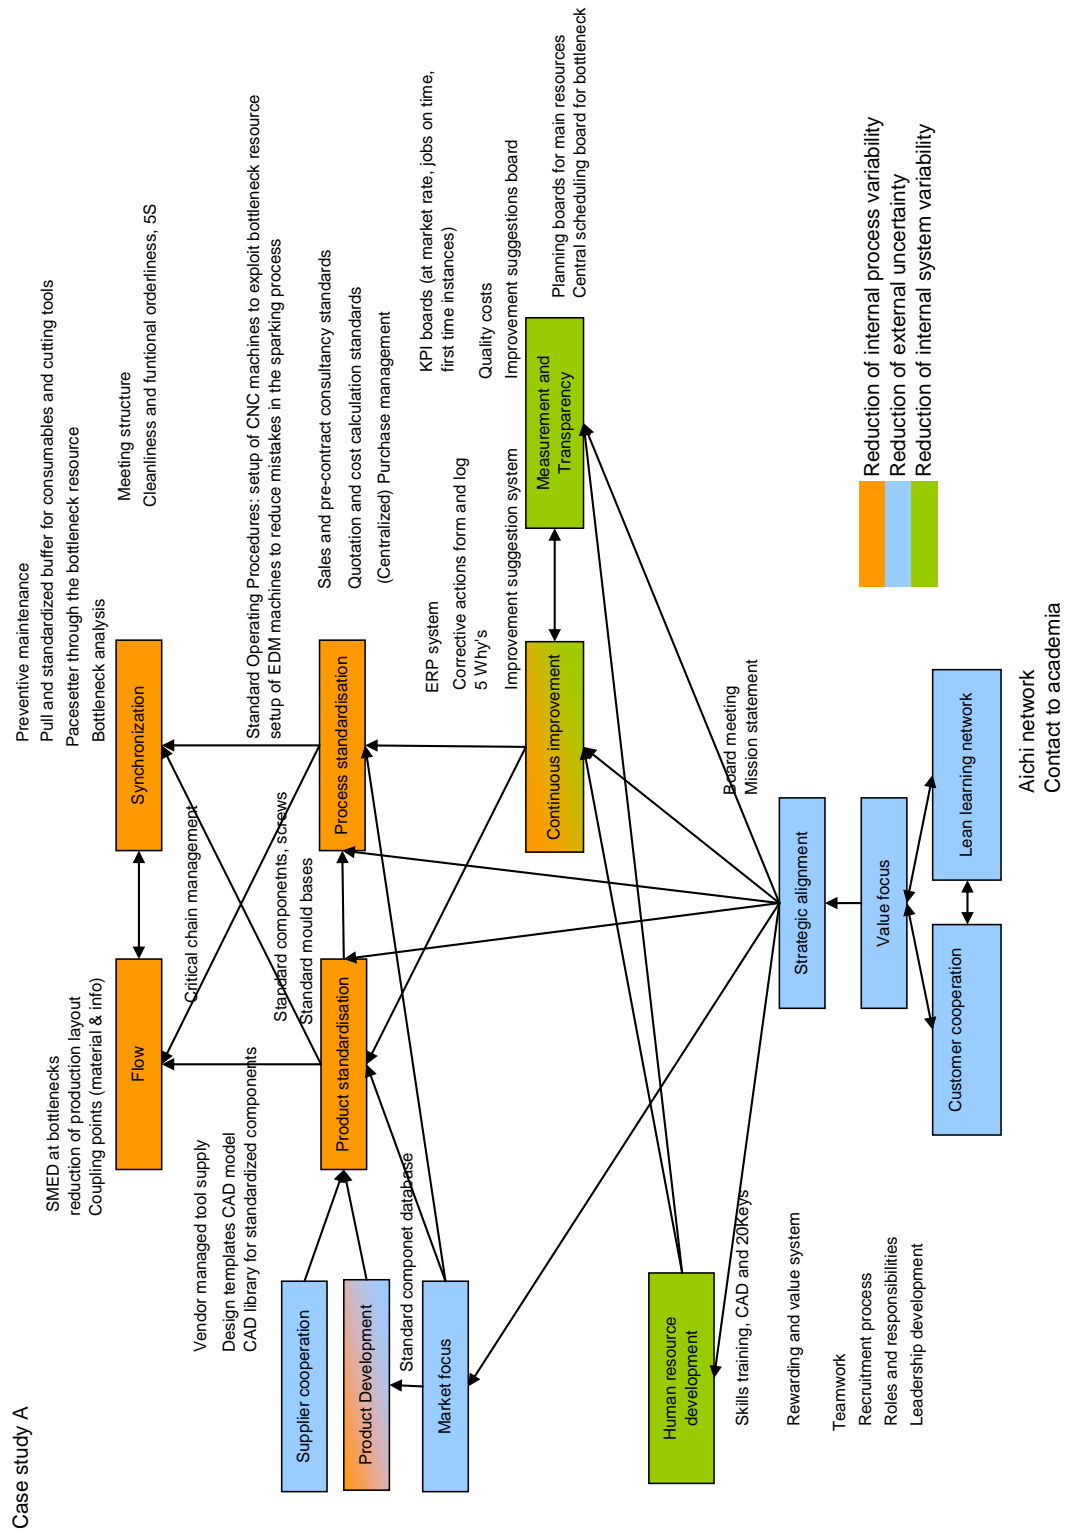 Case study A
SMED at bottlenecks
reduction of production layout
Coupling points (material & info)
Preventive maintenance
Pull and standardized buffer for consumables and cutting tools
Pacesetter through the bottleneck resource
Bottleneck analysis
Meeting structure
Cleanliness and funtional orderliness, 5S
Flow
Synchronization
Critical chain management
Vendor managed tool supply
Design templates CAD model
CAD library for standardized components
Standard componetnts, screws
Standard mould bases
Standard Operating Procedures: setup of CNC machines to exploit bottleneck resource
setup of EDM machines to reduce mistakes in the sparking process
Supplier cooperation
Product Development
Market focus
Standard componet database
Product standardisation
Process standardisation
Sales and pre-contract consultancy standards
Quotation and cost calculation standards
(Centralized) Purchase management
ERP system
Corrective actions form and log
5 Why's
Improvement suggestion system
KPI boards (at market rate, jobs on time,
first time instances)
Quality costs
Improvement suggestions board
Continuous improvement
Measurement and
Transparency
Planning boards for main resources
Central scheduling board for bottleneck
Human resource
development
Skills training, CAD and 20Keys
Rewarding and value system
Teamwork
Recruitment process
Roles and responsibilities
Leadership development
Board meeting
Mission statement
Strategic alignment
Value focus
Customer cooperation
Lean learning network
Aichi network
Contact to academia
Reduction of internal process variability
Reduction of external uncertainty
Reduction of internal system variability